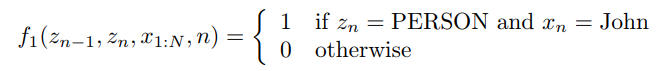 f₁(zₙ₋₁, zₙ, x₁:N, n) = { 1 if zₙ = PERSON and xₙ = John
0 otherwise